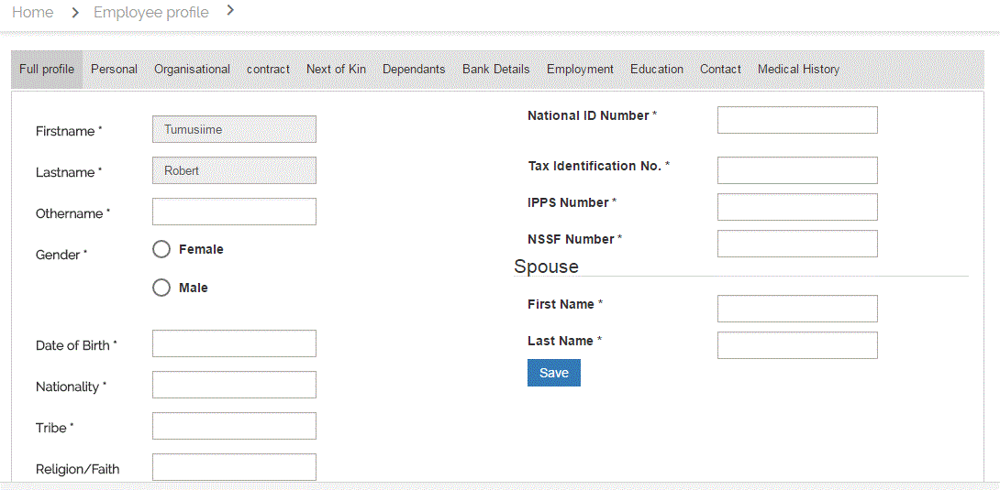 Home > Employee profile >
Full profile Personal Organisational contract Next of Kin Dependants Bank Details Employment Education Contact Medical History
Firstname * Tumusiime
Lastname * Robert
Othername *
Gender * Female
Male
Date of Birth *
Nationality *
Tribe *
Religion/Faith
National ID Number *
Tax Identification No. *
IPPS Number *
NSSF Number *
Spouse
First Name *
Last Name *
Save